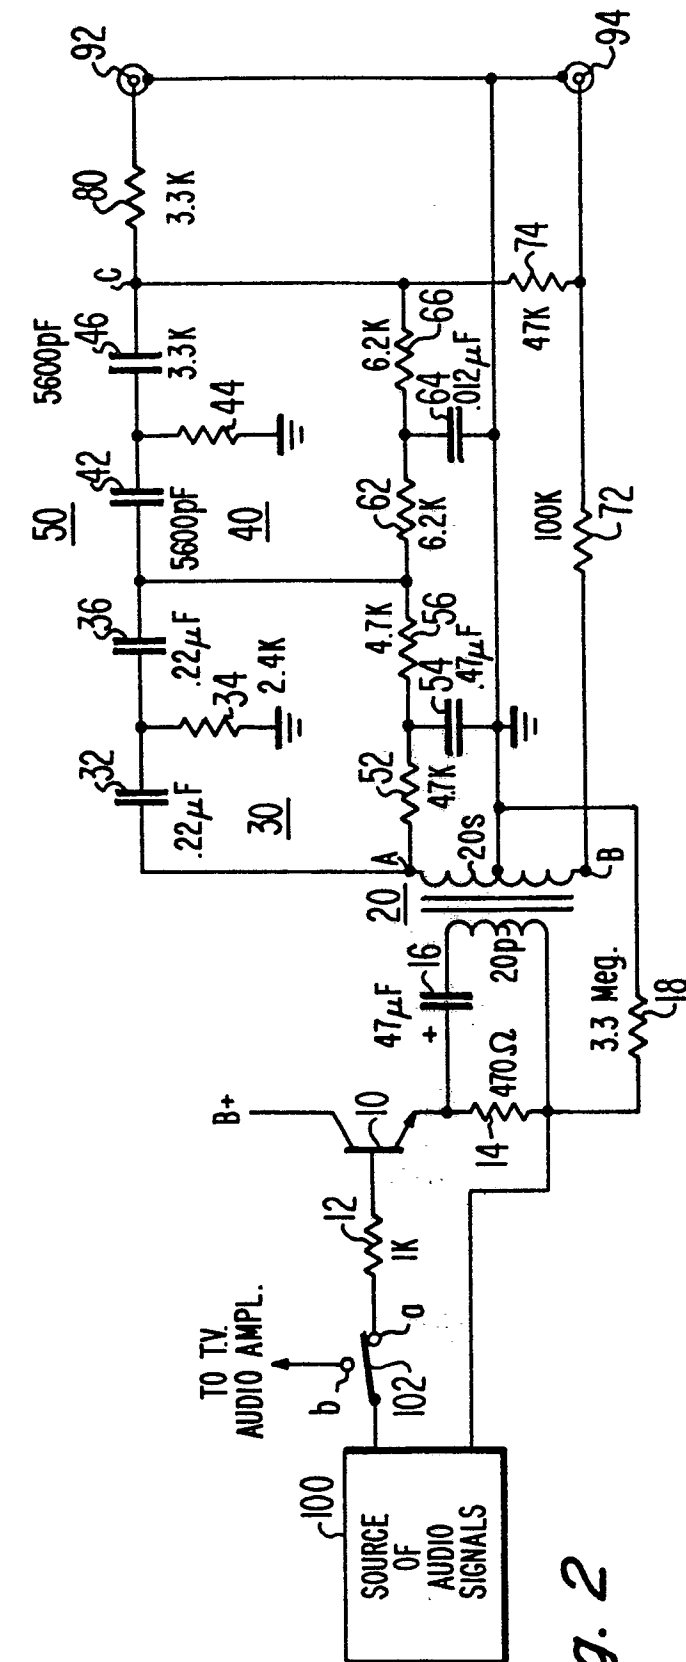 92
80
3.3K
C
5600pF
46
3.3K
44
42
5600pF
50
40
36
.22μF
34
2.4K
32
.22μF
30
74
47K
94
66
6.2K
64
.012μF
62
6.2K
56
4.7K
54
.47μF
52
4.7K
72
100K
A
B
20
20s
20p
16
47μF
+
470Ω
14
3.3 Meg.
18
B+
10
12
1K
a
b
102
TO T.V.
AUDIO AMPL.
100
SOURCE
OF
AUDIO
SIGNALS
g. 2